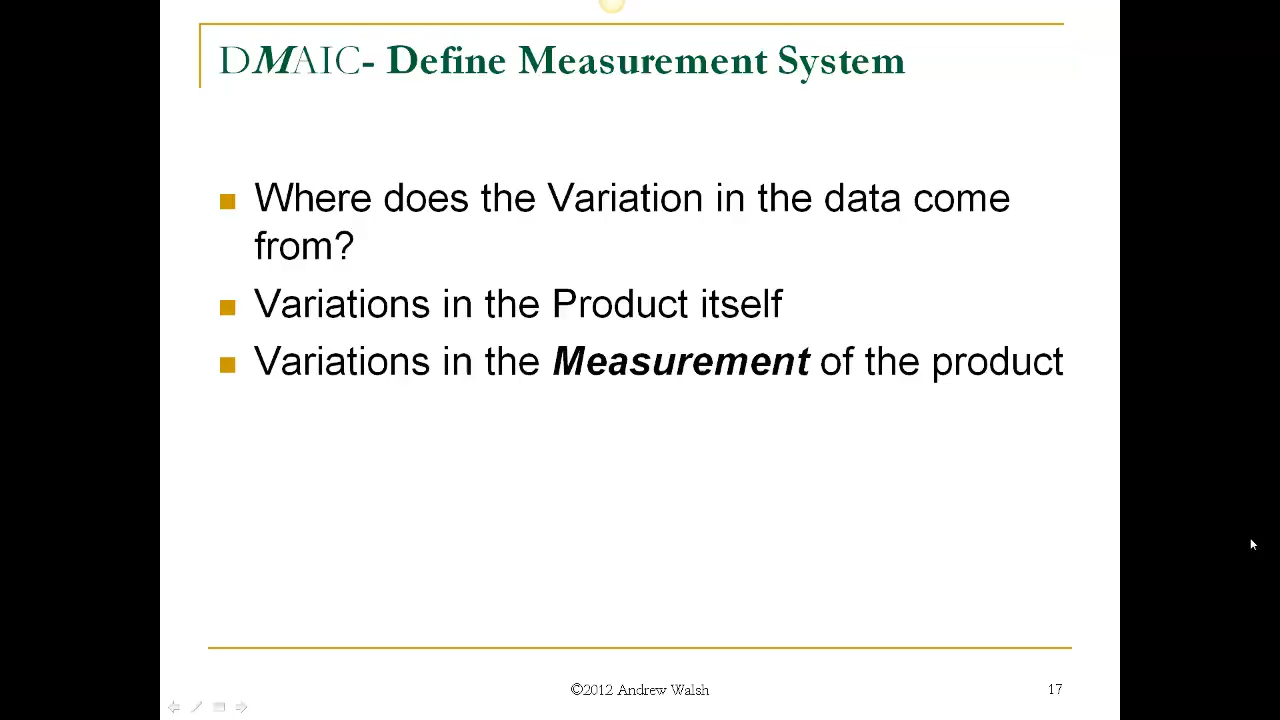 DMAIC- Define Measurement System
Where does the Variation in the data come
from?
Variations in the Product itself
Variations in the Measurement of the product
©2012 Andrew Walsh
17